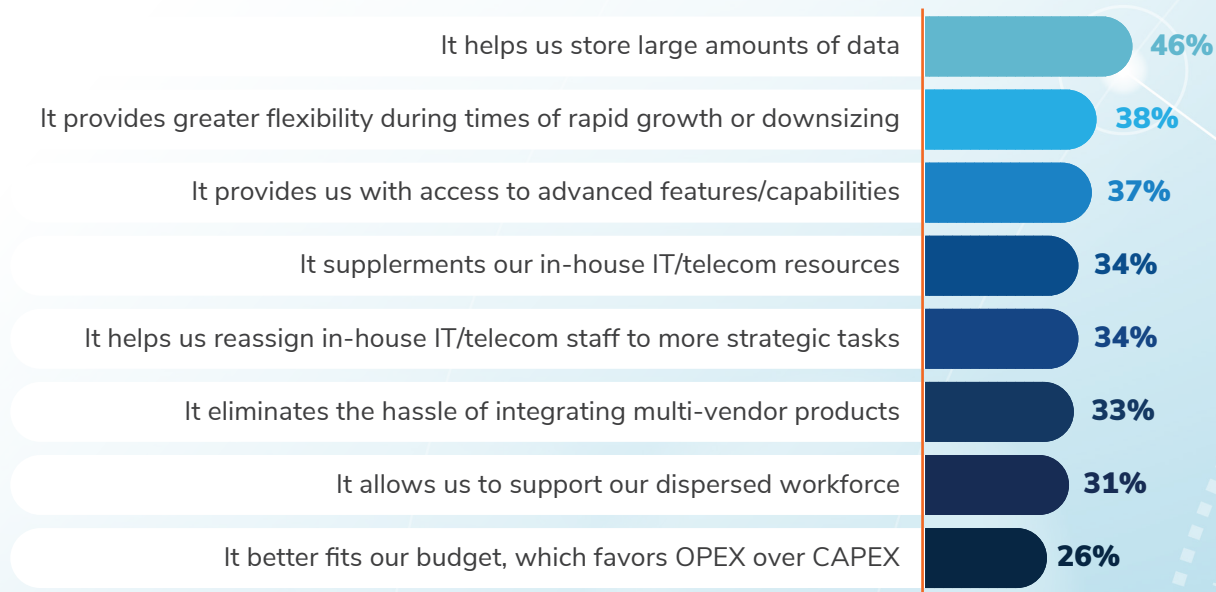 It helps us store large amounts of data 46%
It provides greater flexibility during times of rapid growth or downsizing 38%
It provides us with access to advanced features/capabilities 37%
It supplerments our in-house IT/telecom resources 34%
It helps us reassign in-house IT/telecom staff to more strategic tasks 34%
It eliminates the hassle of integrating multi-vendor products 33%
It allows us to support our dispersed workforce 31%
It better fits our budget, which favors OPEX over CAPEX 26%